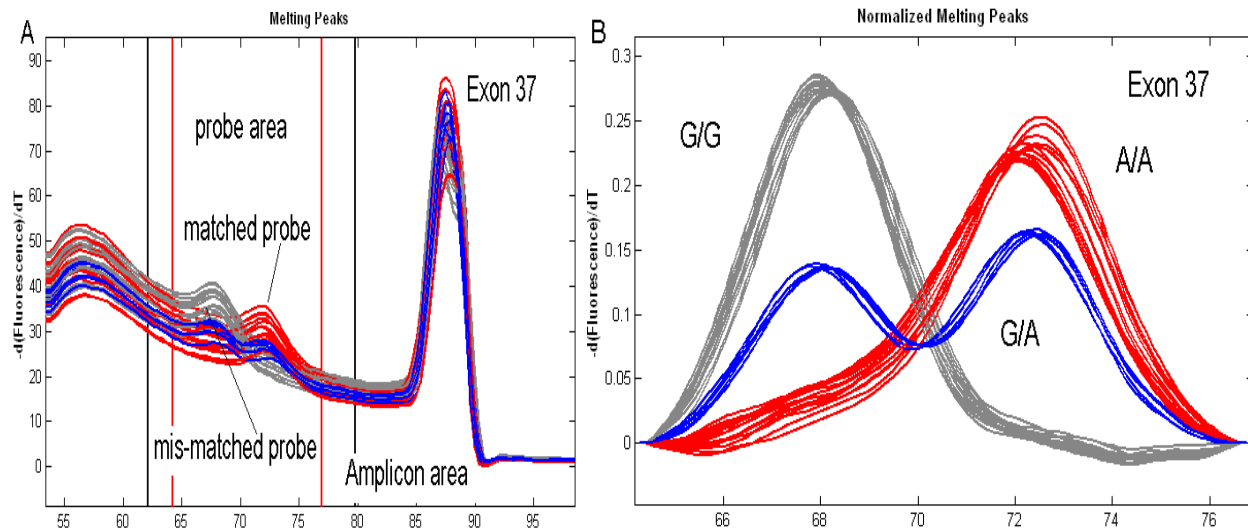 Melting Peaks
A
Exon 37
probe area
matched probe
mis-matched probe
Amplicon area
-d(Fluorescence)/dT
90
80
70
60
50
40
30
20
10
0
55 60 65 70 75 80 85 90 95
Normalized Melting Peaks
B
Exon 37
G/G
A/A
G/A
-d(Fluorescence)/dT
0.3
0.25
0.2
0.15
0.1
0.05
0
66 68 70 72 74 76